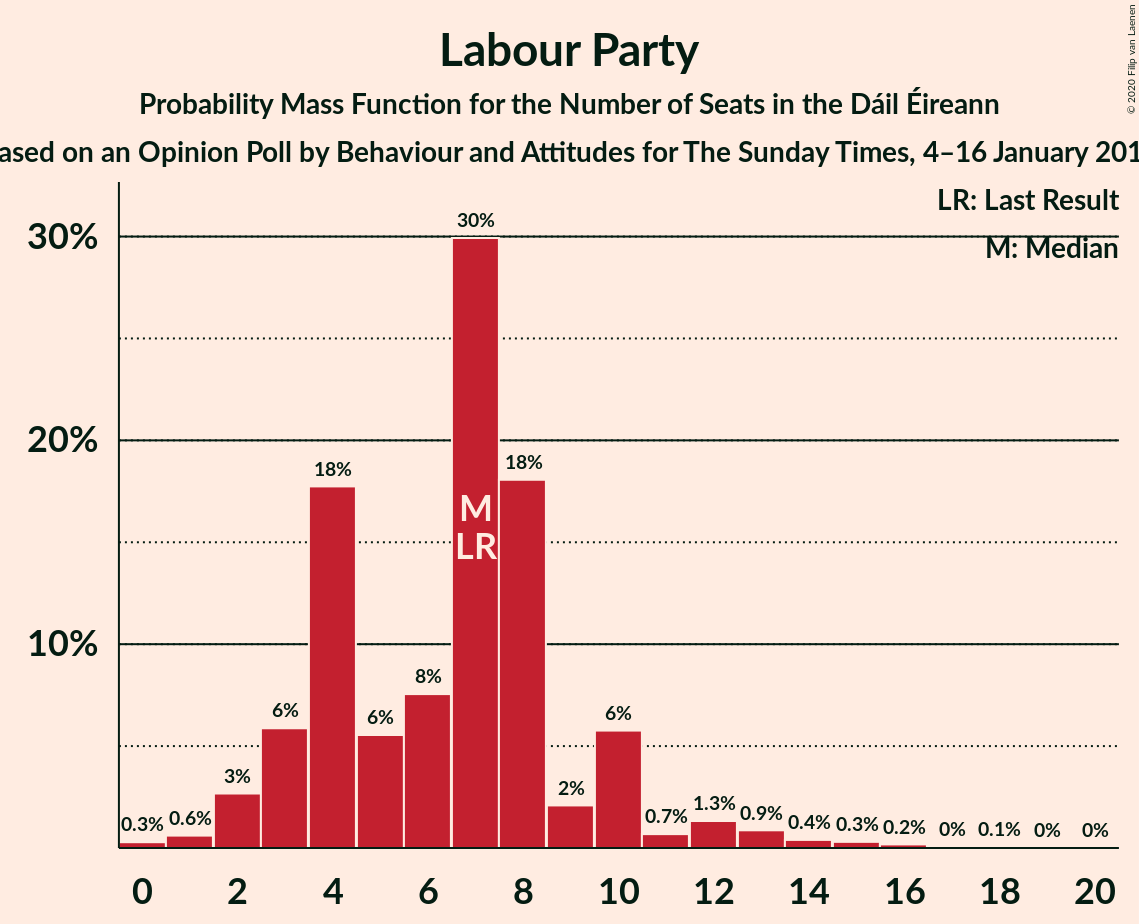 Labour Party
Probability Mass Function for the Number of Seats in the Dáil Éireann
ased on an Opinion Poll by Behaviour and Attitudes for The Sunday Times, 4–16 January 201
© 2020 Filip van Laenen
LR: Last Result
M: Median
30%
20%
10%
0.3%
0.6%
3%
6%
18%
6%
8%
30%
18%
2%
6%
0.7%
1.3%
0.9%
0.4%
0.3%
0.2%
0%
0.1%
0%
0%
M
LR
0 2 4 6 8 10 12 14 16 18 20